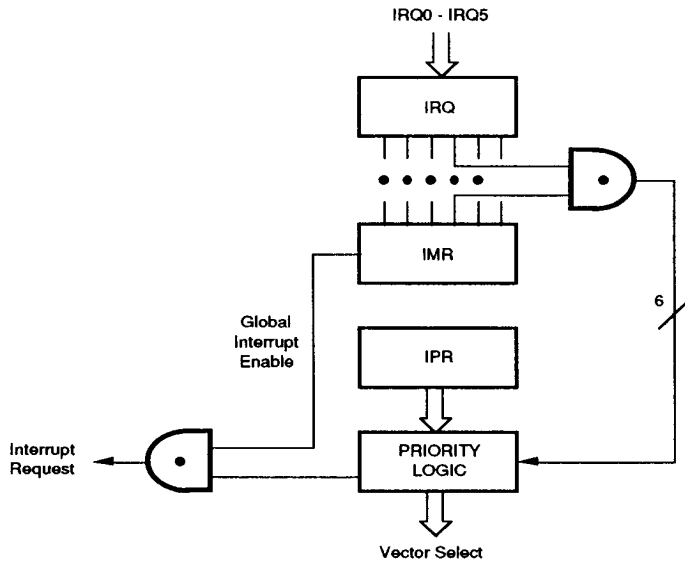 IRQ0 - IRQ5
IRQ
IMR
6
Global
Interrupt
Enable
IPR
PRIORITY
LOGIC
Interrupt
Request
Vector Select